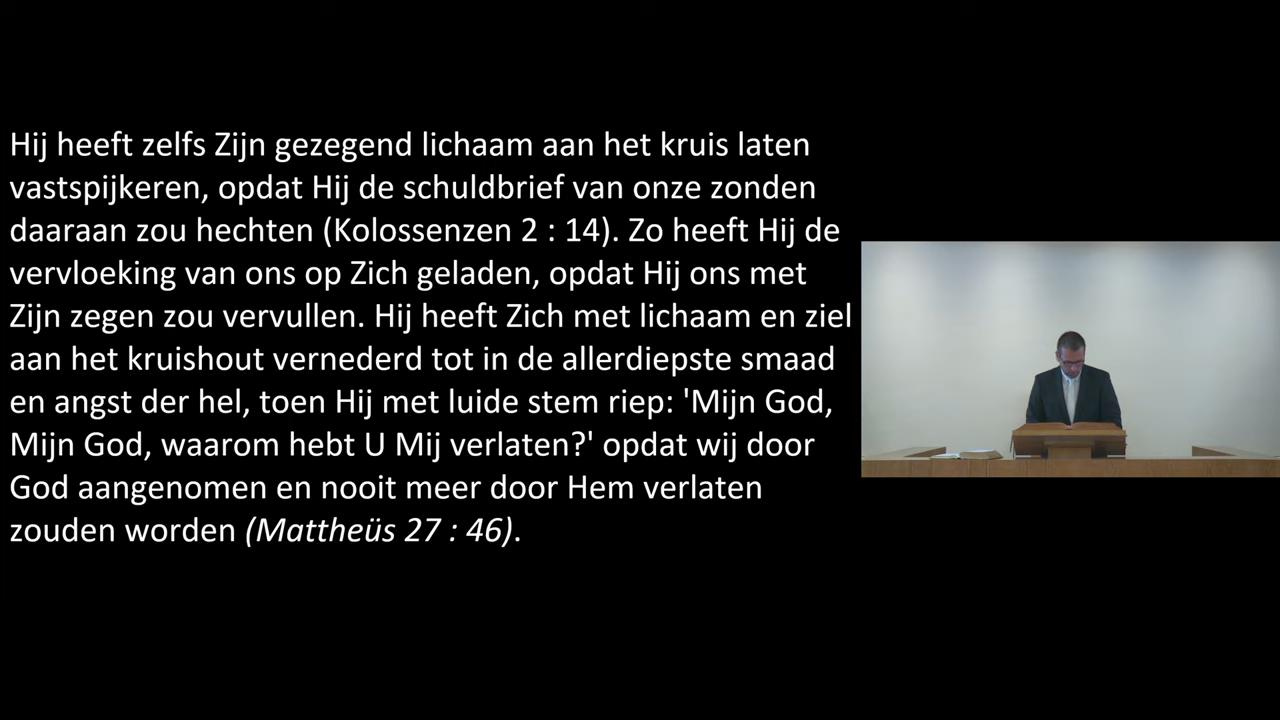 Hij heeft zelfs Zijn gezegend lichaam aan het kruis laten
vastspijkeren, opdat Hij de schuldbrief van onze zonden
daaraan zou hechten (Kolossenzen 2 : 14). Zo heeft Hij de
vervloeking van ons op Zich geladen, opdat Hij ons met
Zijn zegen zou vervullen. Hij heeft Zich met lichaam en ziel
aan het kruishout vernederd tot in de allerdiepste smaad
en angst der hel, toen Hij met luide stem riep: 'Mijn God,
Mijn God, waarom hebt U Mij verlaten?' opdat wij door
God aangenomen en nooit meer door Hem verlaten
zouden worden (Mattheüs 27 : 46).